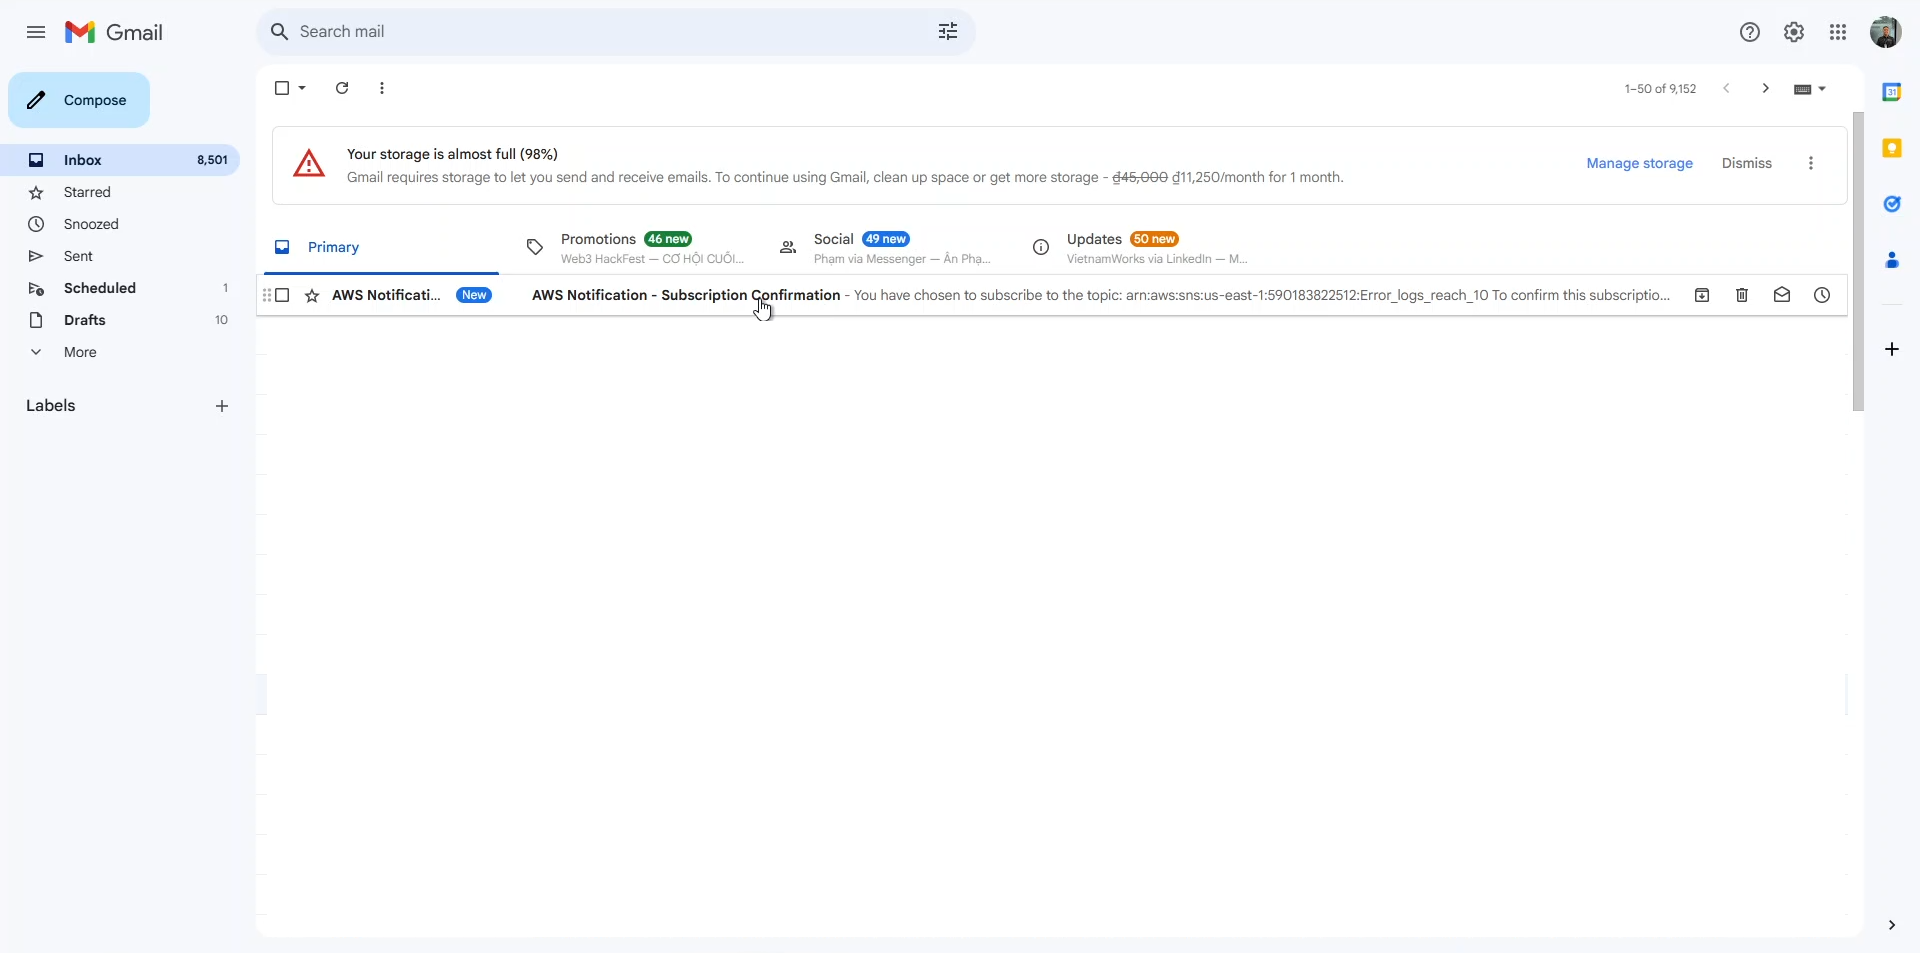 Gmail
Search mail
Compose
1–50 of 9,152
Inbox 8,501
Starred
Snoozed
Sent
Scheduled 1
Drafts 10
More
Labels
Your storage is almost full (98%)
Gmail requires storage to let you send and receive emails. To continue using Gmail, clean up space or get more storage - ₫45,000 ₫11,250/month for 1 month.
Manage storage Dismiss
Primary
Promotions 46 new
Web3 HackFest — CƠ HỘI CUỐI...
Social 49 new
Phạm via Messenger — Ân Phạ...
Updates 50 new
VietnamWorks via LinkedIn — M...
AWS Notificati... New AWS Notification - Subscription Confirmation - You have chosen to subscribe to the topic: arn:aws:sns:us-east-1:590183822512:Error_logs_reach_10 To confirm this subscriptio...
31